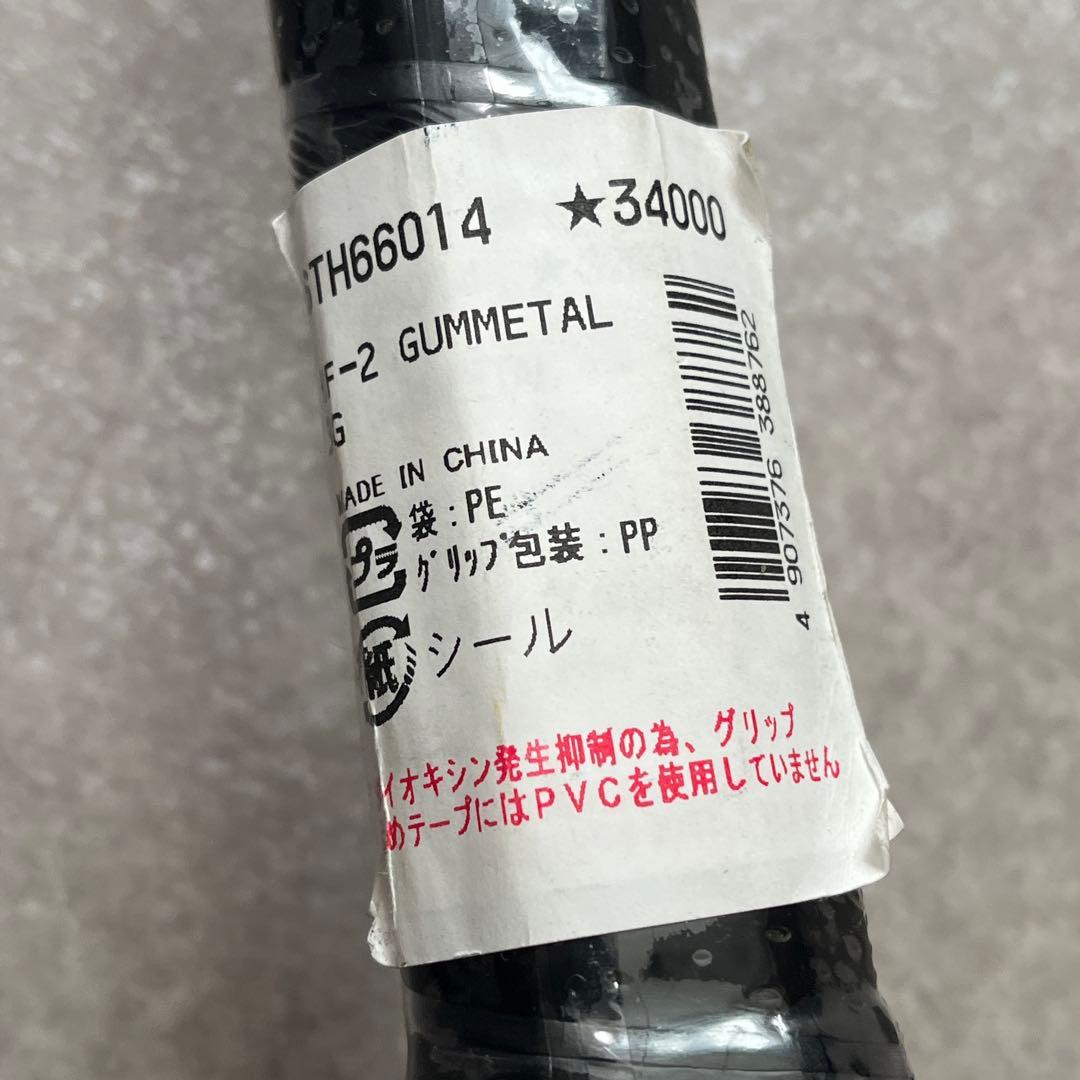 STH66014 ★34000
F-2 GUMMETAL
G
MADE IN CHINA
プラ
袋:PE
グリップ包装:PP
紙
シール
イオキシン発生抑制の為、グリップ
めテープにはPVCを使用していません
4 907376 388762